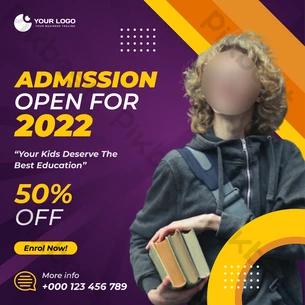 YOUR LOGO
YOUR BUSINESS TAGLINE
ADMISSION
OPEN FOR
2022
“Your Kids Deserve The
Best Education”
50%
OFF
Enrol Now!
More info
+000 123 456 789